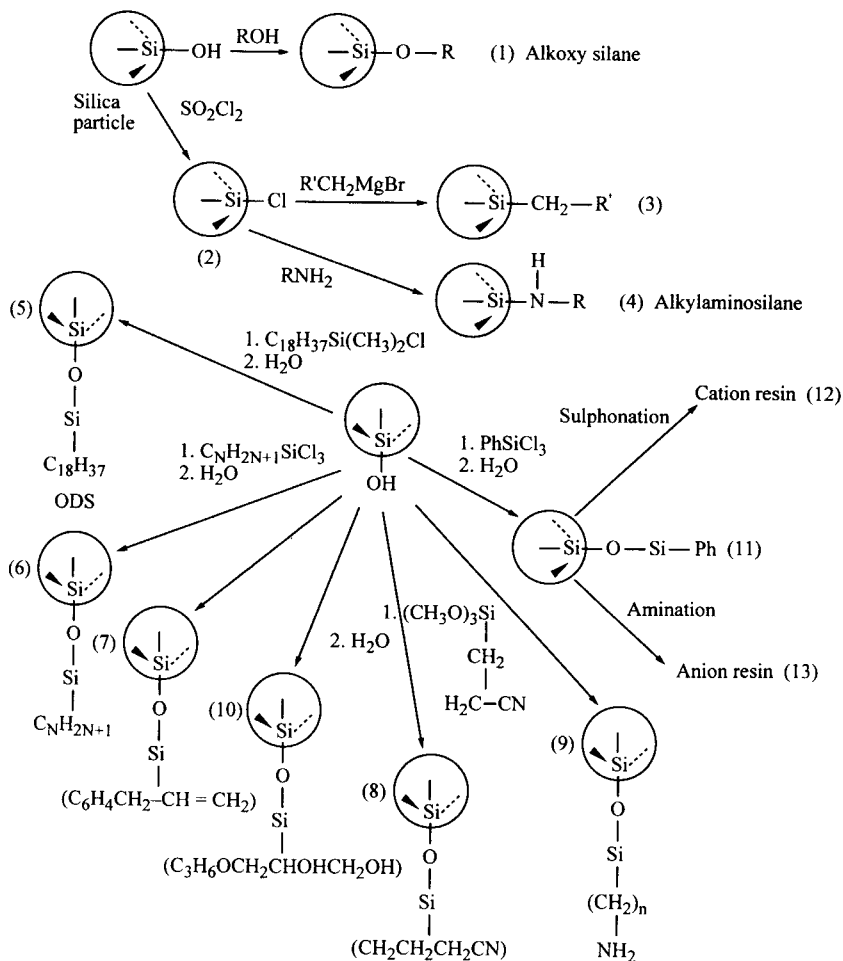 Si—OH ROH Si—O—R (1) Alkoxy silane
Silica
particle
SO₂Cl₂
Si—Cl R'CH₂MgBr Si—CH₂—R' (3)
(2)
RNH₂
H
Si—N—R (4) Alkylaminosilane
(5) Si
O
Si
C₁₈H₃₇
ODS
1. C₁₈H₃₇Si(CH₃)₂Cl
2. H₂O
Si
OH
1. CNH2N+1SiCl₃
2. H₂O
1. PhSiCl₃
2. H₂O
Sulphonation
Cation resin (12)
Si—O—Si—Ph (11)
Amination
Anion resin (13)
(6) Si
O
Si
CNH2N+1
(7) Si
O
Si
(C₆H₄CH₂–CH = CH₂)
(10) Si
O
Si
(C₃H₆OCH₂CHOHCH₂OH)
1. (CH₃O)₃Si
2. H₂O
CH₂
H₂C–CN
(8) Si
O
Si
(CH₂CH₂CH₂CN)
(9) Si
O
Si
(CH₂)ₙ
NH₂